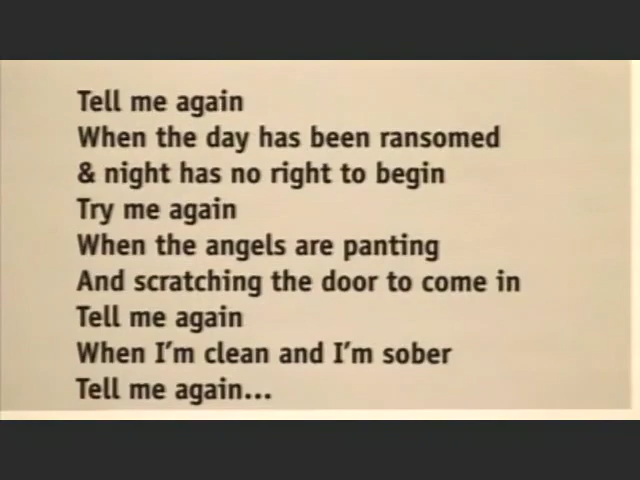 Tell me again
When the day has been ransomed
& night has no right to begin
Try me again
When the angels are panting
And scratching the door to come in
Tell me again
When I'm clean and I'm sober
Tell me again...